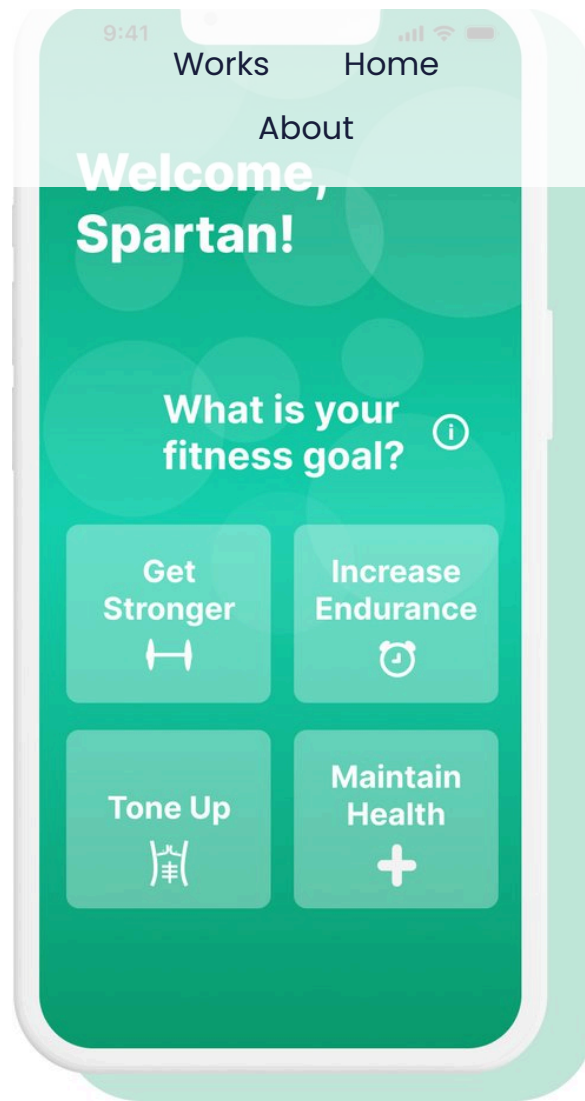 9:41
Works Home
About
Welcome,
Spartan!
What is your
fitness goal?
Get
Stronger
Increase
Endurance
Tone Up
Maintain
Health